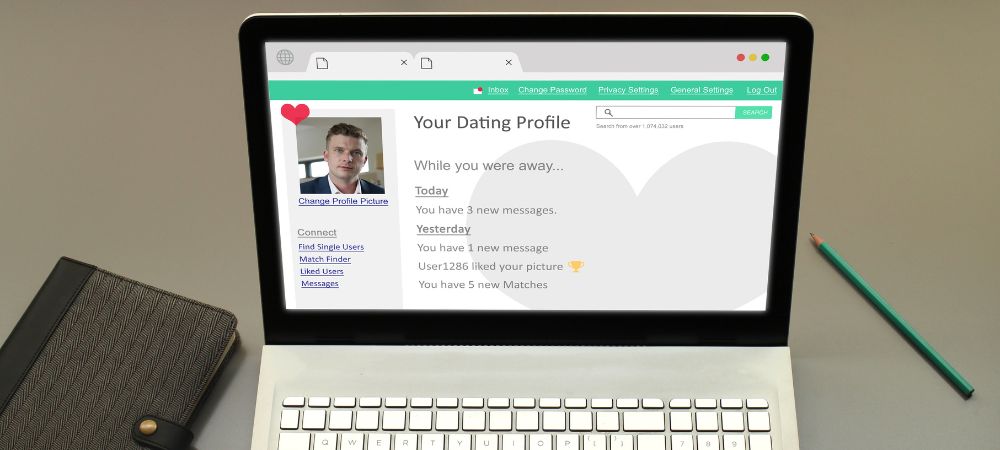 Inbox Change Password Privacy Settings General Settings Log Out
Your Dating Profile
SEARCH
Search from over 1,074,032 users
Change Profile Picture
Connect
Find Single Users
Match Finder
Liked Users
Messages
While you were away...
Today
You have 3 new messages.
Yesterday
You have 1 new message
User1286 liked your picture
You have 5 new Matches
Q W E R T Y U I O P { [ } ] 7 8 9